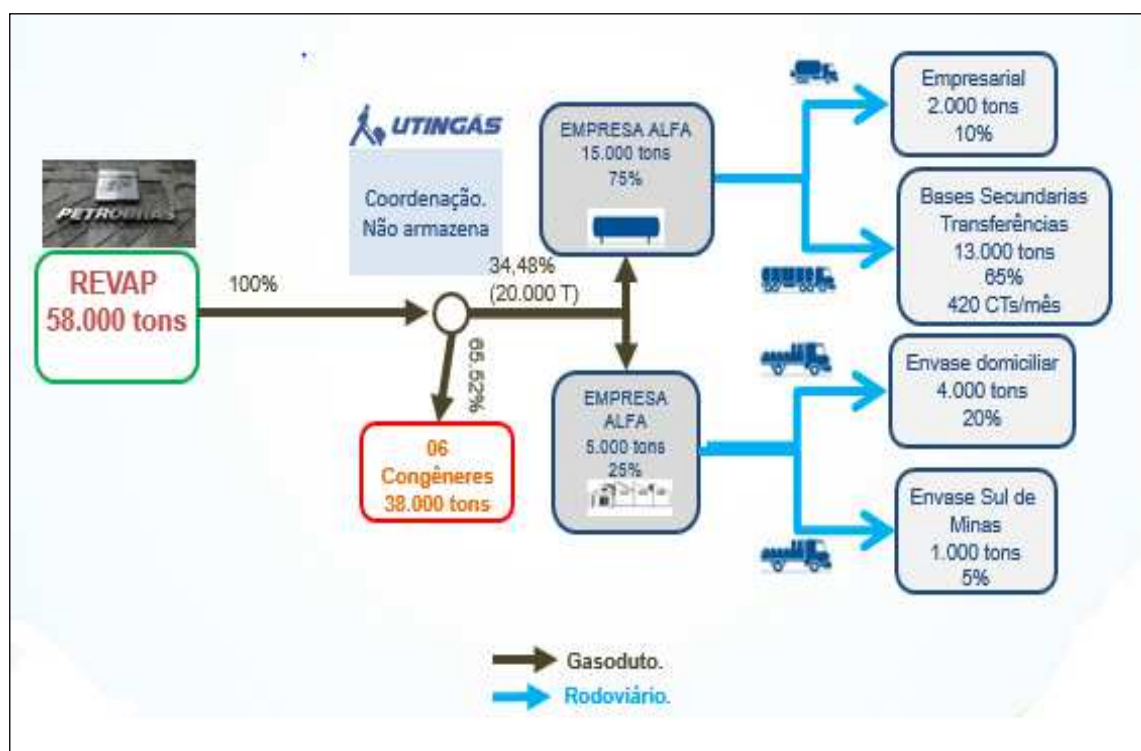 PETROBRAS
REVAP
58.000 tons
100%
UTINGÁS
Coordenação.
Não armazena
34,48%
(20.000 T)
65.52%
06
Congêneres
38.000 tons
EMPRESA ALFA
15.000 tons
75%
EMPRESA
ALFA
5.000 tons
25%
Empresarial
2.000 tons
10%
Bases Secundarias
Transferências
13.000 tons
65%
420 CTs/mês
Envase domiciliar
4.000 tons
20%
Envase Sul de
Minas
1.000 tons
5%
Gasoduto.
Rodoviário.